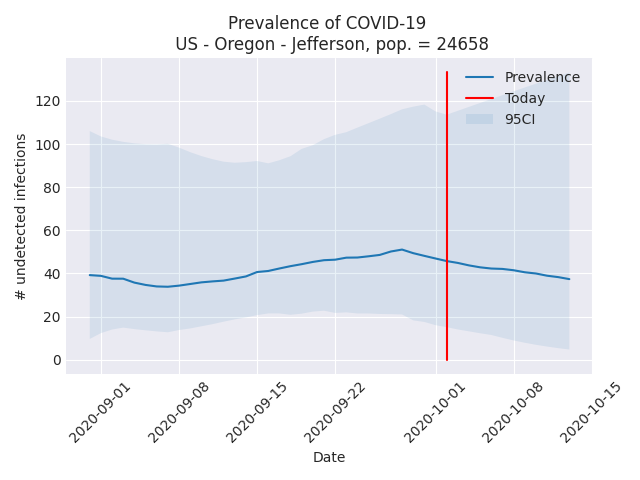 Prevalence of COVID-19
US - Oregon - Jefferson, pop. = 24658
Prevalence
Today
95CI
# undetected infections
120
100
80
60
40
20
0
2020-09-01
2020-09-08
2020-09-15
2020-09-22
2020-10-01
2020-10-08
2020-10-15
Date